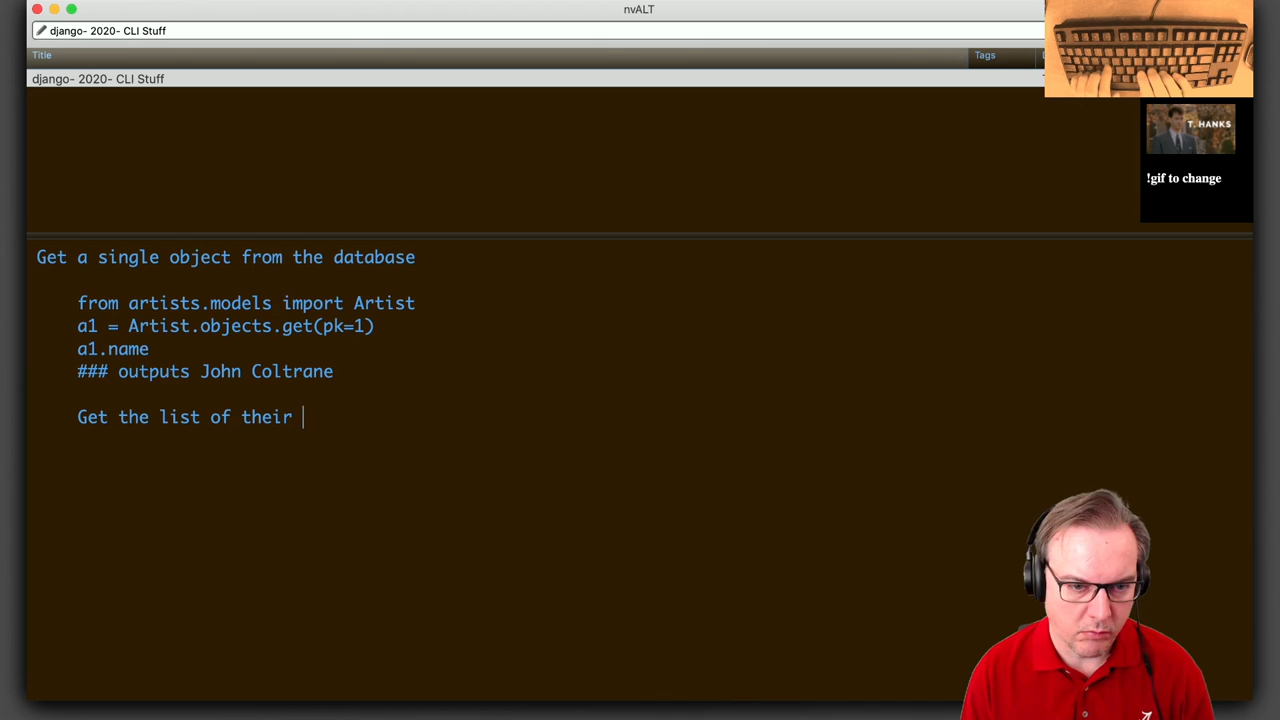 nvALT
django- 2020- CLI Stuff
Title
Tags
django- 2020- CLI Stuff
T. HANKS
!gif to change
Get a single object from the database
from artists.models import Artist
a1 = Artist.objects.get(pk=1)
a1.name
### outputs John Coltrane
Get the list of their